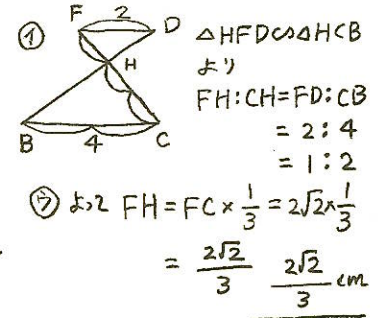 ① F 2 D △HFD∽△HCB
H より
FH:CH=FD:CB
B 4 C = 2:4
= 1:2
㋒ よって FH = FC × 1/3 = 2√2 × 1/3
= 2√2/3 2√2/3 cm